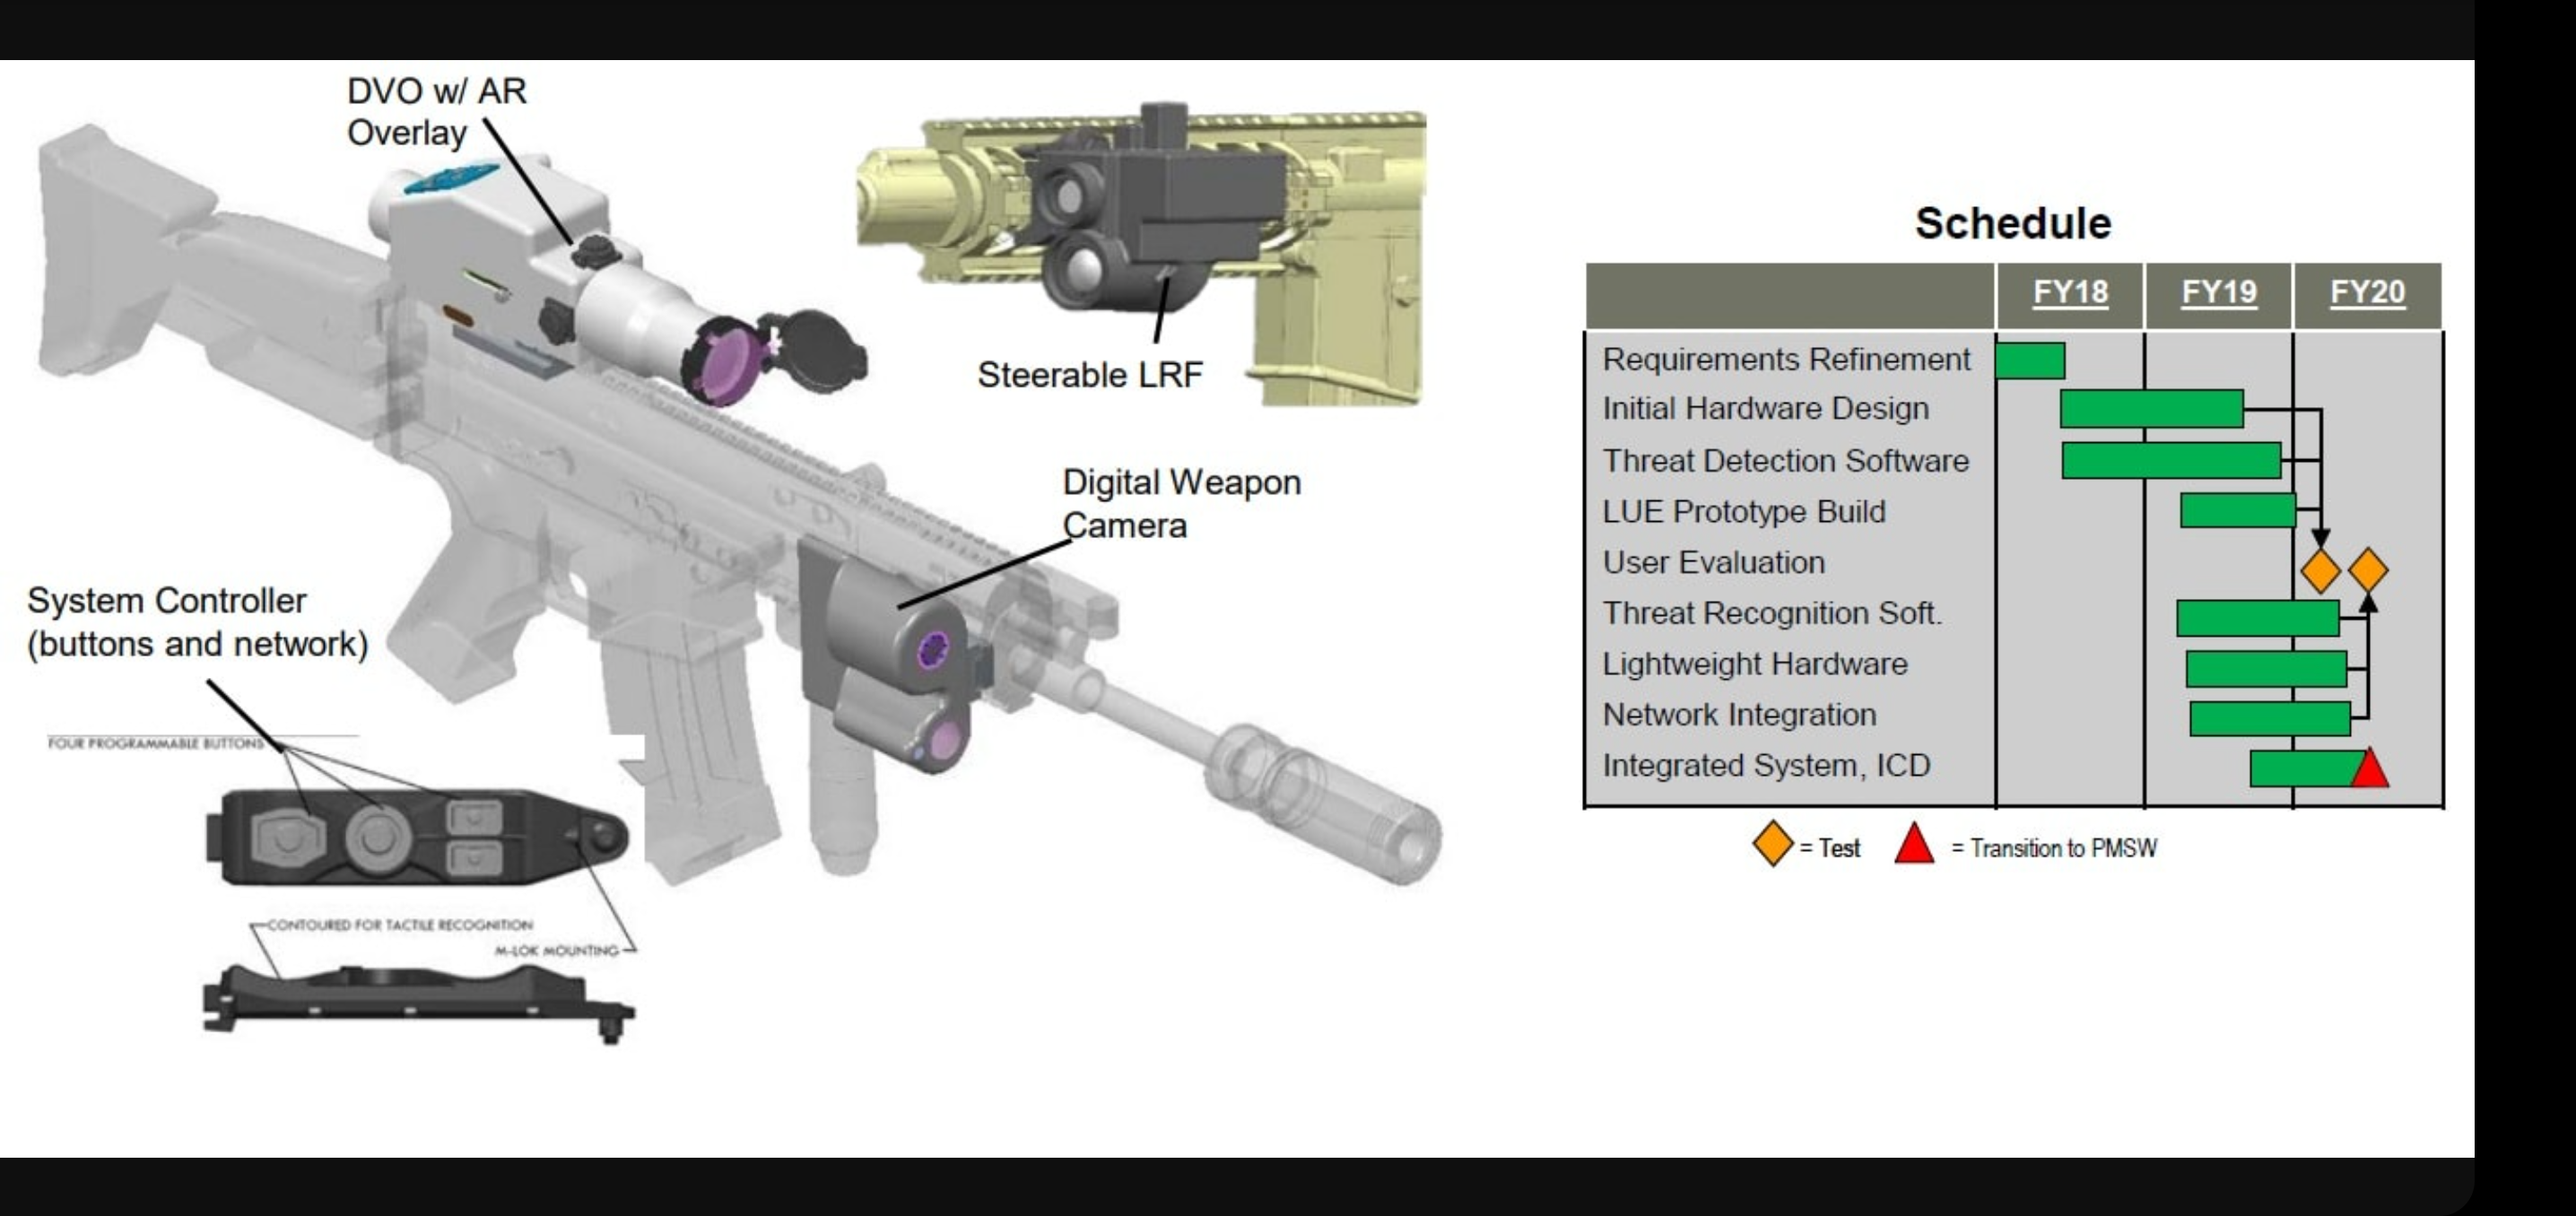 DVO w/ AR
Overlay
Steerable LRF
Digital Weapon
Camera
System Controller
(buttons and network)
FOUR PROGRAMMABLE BUTTONS
CONTOURED FOR TACTILE RECOGNITION
M-LOK MOUNTING
Schedule
FY18 FY19 FY20
Requirements Refinement
Initial Hardware Design
Threat Detection Software
LUE Prototype Build
User Evaluation
Threat Recognition Soft.
Lightweight Hardware
Network Integration
Integrated System, ICD
= Test = Transition to PMSW